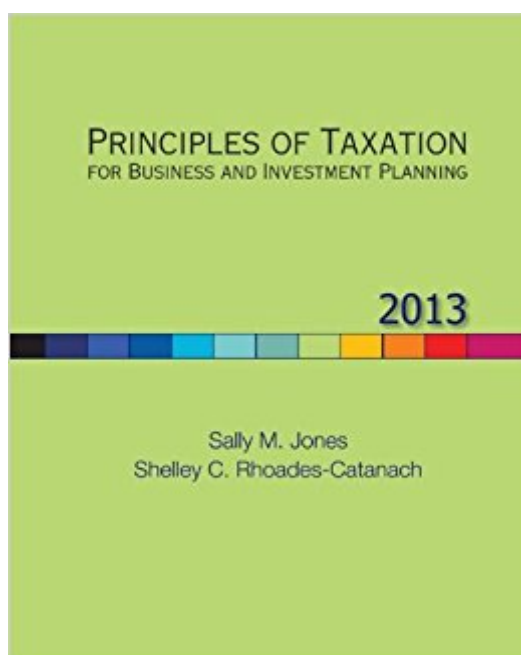 PRINCIPLES OF TAXATION
FOR BUSINESS AND INVESTMENT PLANNING
2013
Sally M. Jones
Shelley C. Rhoades-Catanach